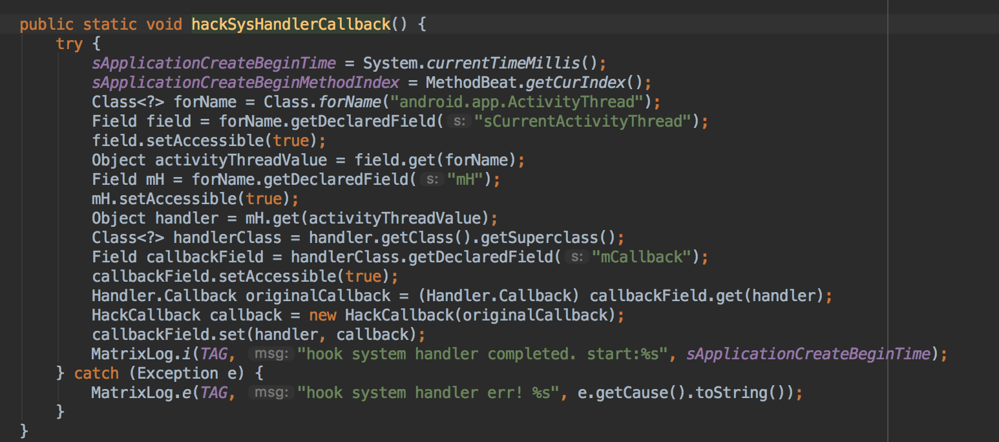 public static void hackSysHandlerCallback() {
try {
sApplicationCreateBeginTime = System.currentTimeMillis();
sApplicationCreateBeginMethodIndex = MethodBeat.getCurIndex();
Class<?> forName = Class.forName("android.app.ActivityThread");
Field field = forName.getDeclaredField( s: "sCurrentActivityThread");
field.setAccessible(true);
Object activityThreadValue = field.get(forName);
Field mH = forName.getDeclaredField( s: "mH");
mH.setAccessible(true);
Object handler = mH.get(activityThreadValue);
Class<?> handlerClass = handler.getClass().getSuperclass();
Field callbackField = handlerClass.getDeclaredField( s: "mCallback");
callbackField.setAccessible(true);
Handler.Callback originalCallback = (Handler.Callback) callbackField.get(handler);
HackCallback callback = new HackCallback(originalCallback);
callbackField.set(handler, callback);
MatrixLog.i(TAG, msg: "hook system handler completed. start:%s", sApplicationCreateBeginTime);
} catch (Exception e) {
MatrixLog.e(TAG, msg: "hook system handler err! %s", e.getCause().toString());
}
}